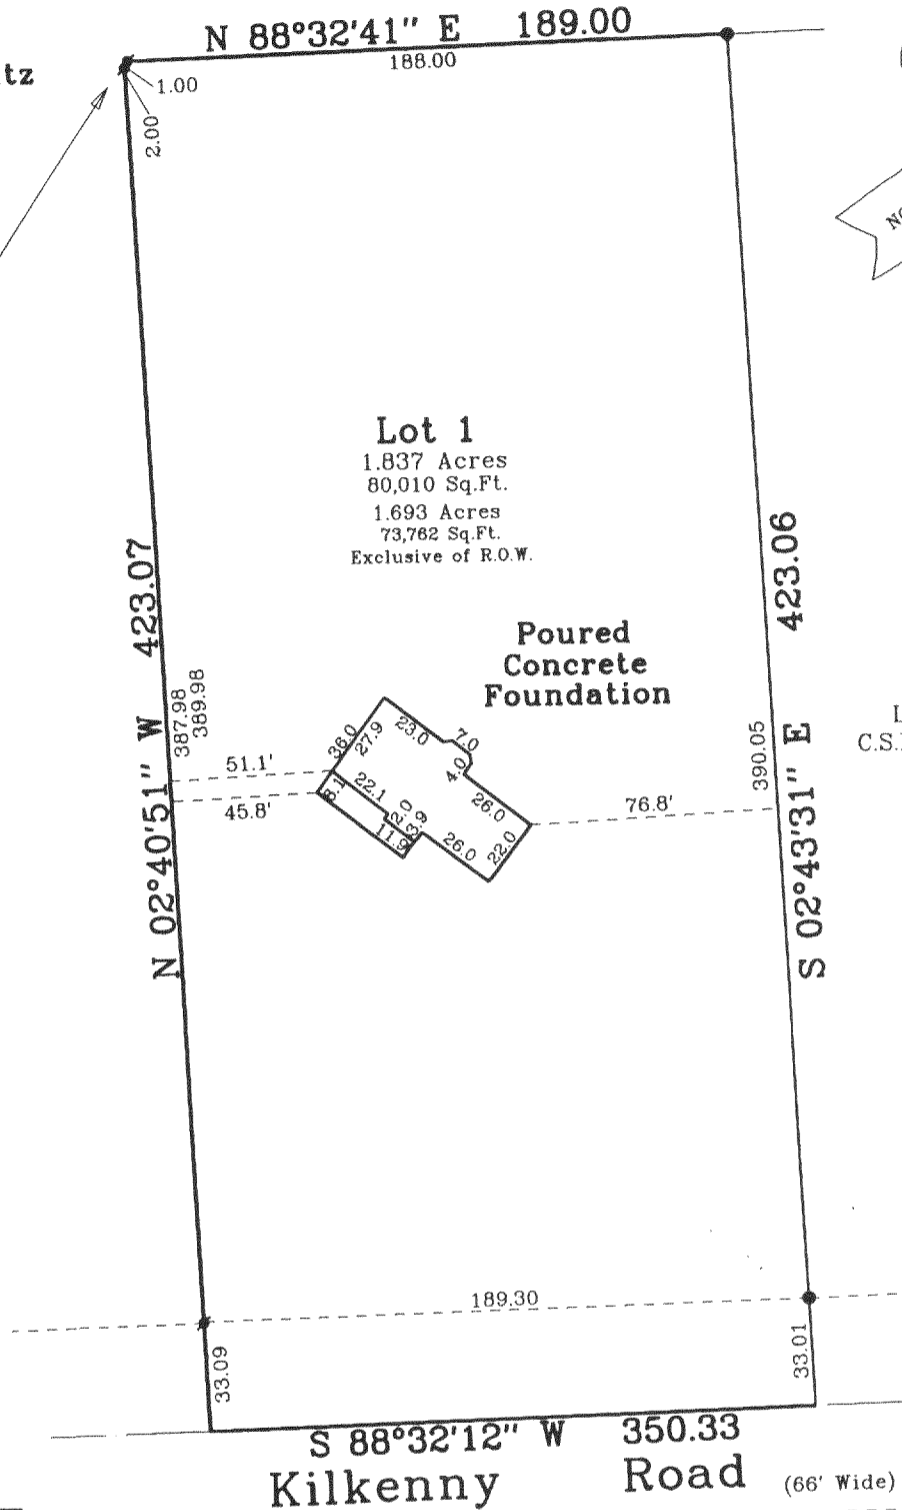 N 88°32'41" E 189.00
188.00
tz
1.00
2.00
Lot 1
1.837 Acres
80,010 Sq.Ft.
1.693 Acres
73,762 Sq.Ft.
Exclusive of R.O.W.
N 02°40'51" W 423.07
387.98
389.98
S 02°43'31" E 423.06
390.05
Poured
Concrete
Foundation
C.S.
36.0
27.9
23.0
7.0
4.0
26.0
22.0
26.0
51.1'
45.8'
76.8'
8.1
22.1
2.0
11.9
189.30
33.09
33.01
S 88°32'12" W 350.33
Kilkenny Road (66' Wide)